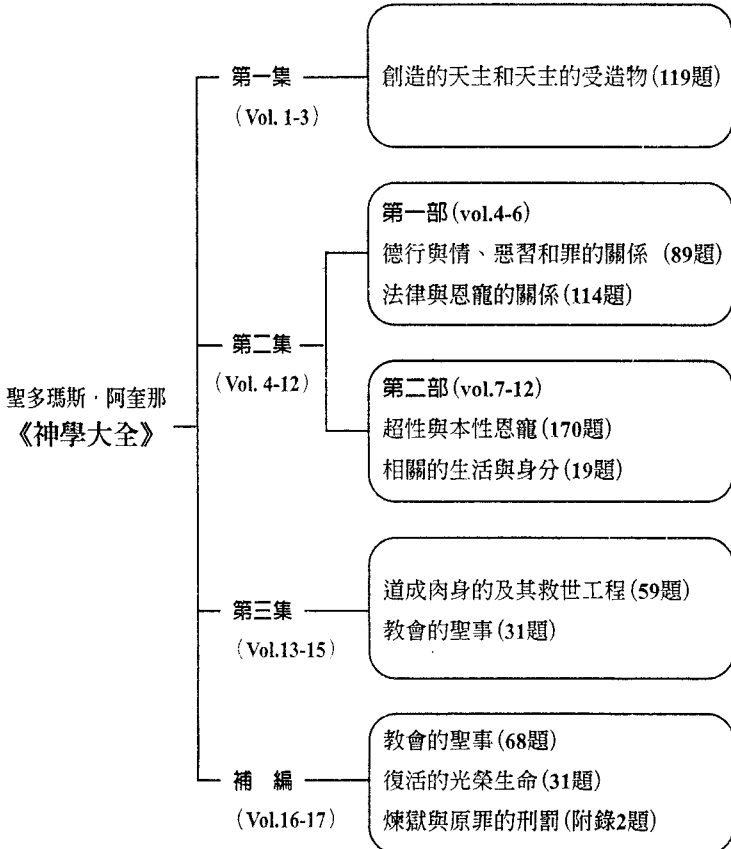 聖多瑪斯．阿奎那
《神學大全》
第一集
(Vol. 1-3)
創造的天主和天主的受造物(119題)
第二集
(Vol. 4-12)
第一部(vol.4-6)
德行與情、惡習和罪的關係 (89題)
法律與恩寵的關係(114題)
第二部(vol.7-12)
超性與本性恩寵(170題)
相關的生活與身分(19題)
第三集
(Vol.13-15)
道成肉身的及其救世工程(59題)
教會的聖事(31題)
補 編
(Vol.16-17)
教會的聖事(68題)
復活的光榮生命(31題)
煉獄與原罪的刑罰(附錄2題)